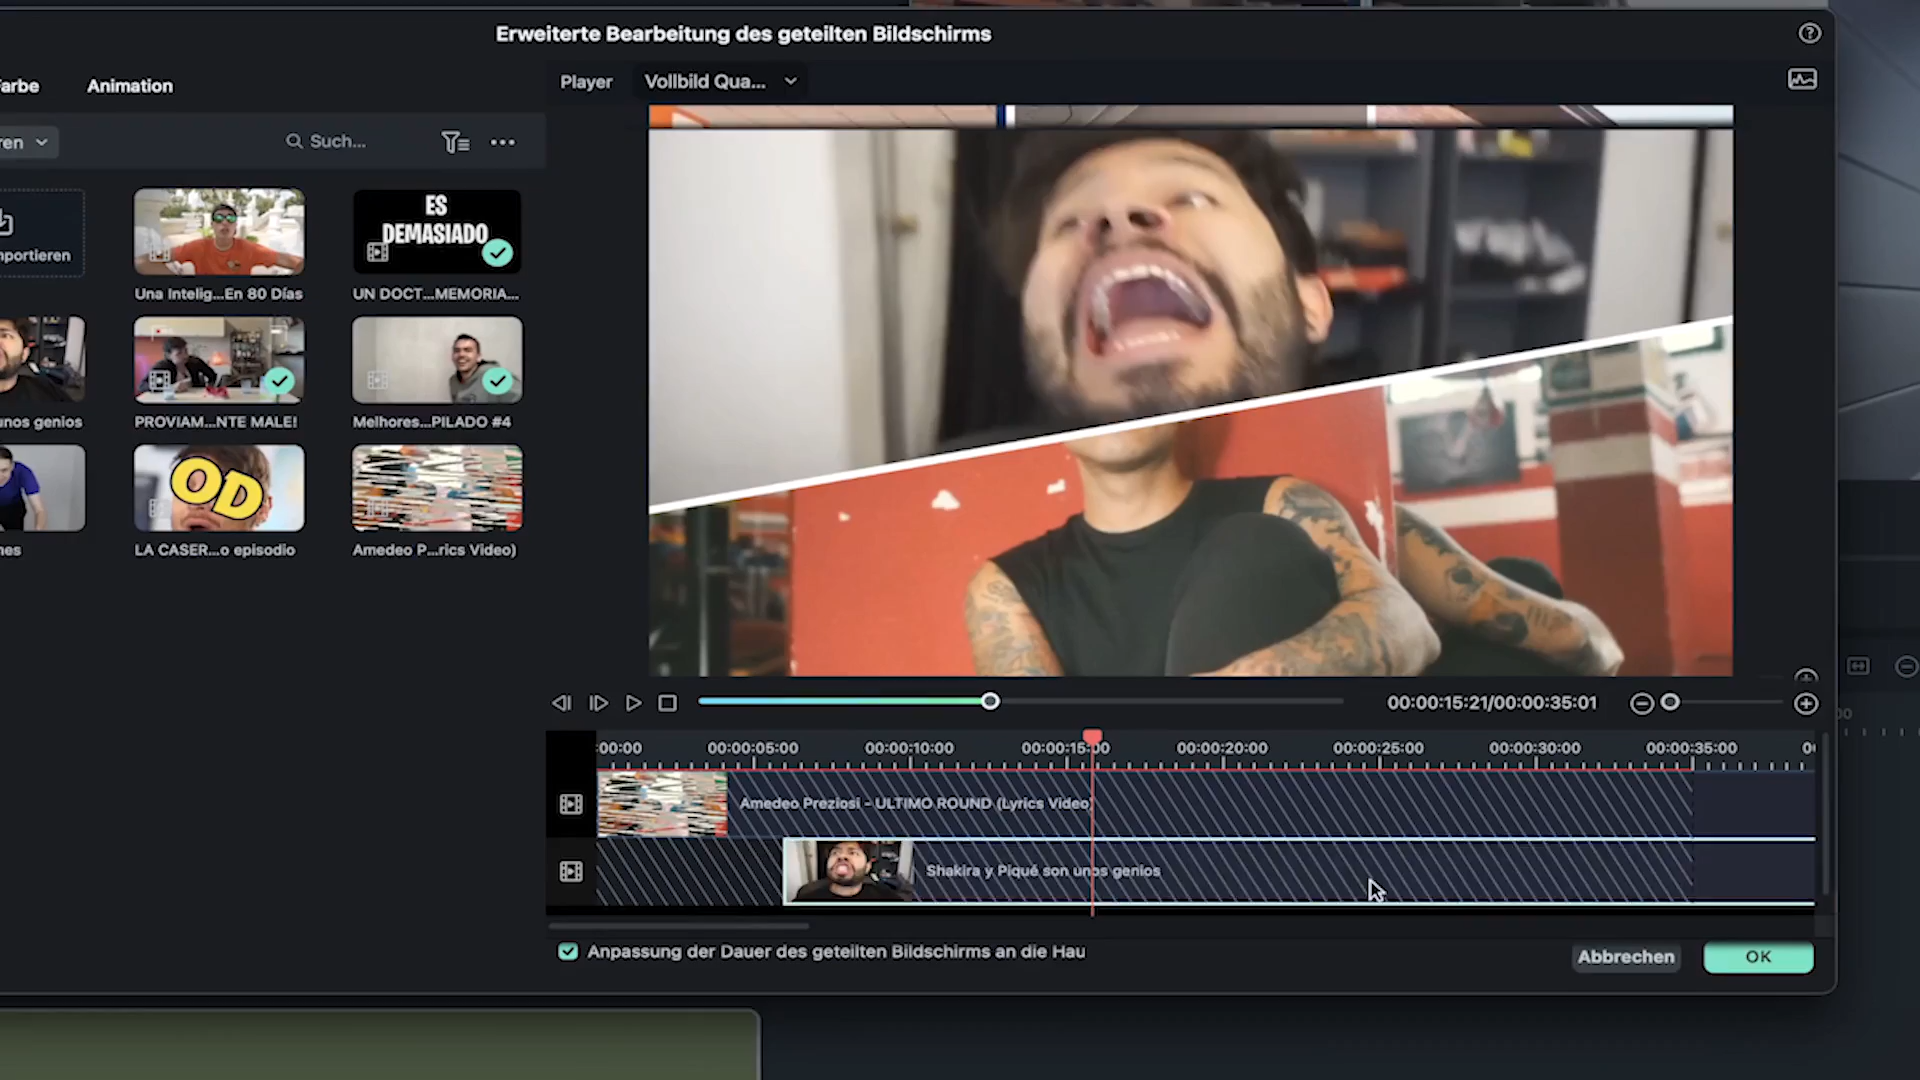 Erweiterte Bearbeitung des geteilten Bildschirms
arbe
Animation
Player
Vollbild Qua...
ren
Such...
ES
DEMASIADO
nportieren
Una Intelig...En 80 Días
UN DOCT...MEMORIA...
unos genios
PROVIAM...NTE MALE!
Melhores...PILADO #4
OD
nes
LA CASER...o episodio
Amedeo P...rics Video)
00:00:15:21/00:00:35:01
:00:00
00:00:05:00
00:00:10:00
00:00:15:00
00:00:20:00
00:00:25:00
00:00:30:00
00:00:35:00
Amedeo Preziosi - ULTIMO ROUND (Lyrics Video)
Shakira y Piqué son unos genios
Anpassung der Dauer des geteilten Bildschirms an die Hau
Abbrechen
OK